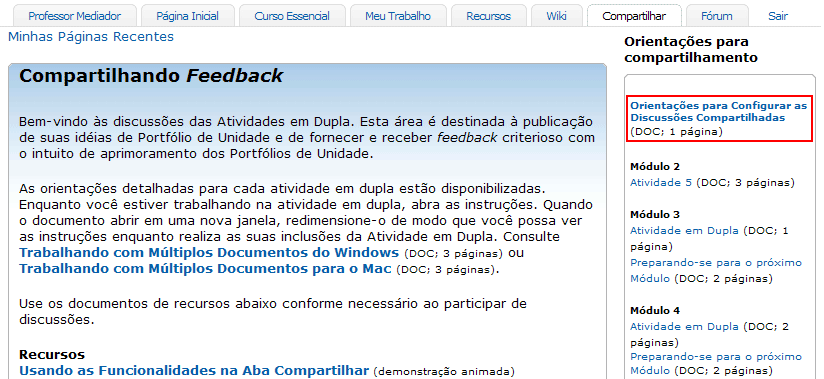 Professor Mediador Página Inicial Curso Essencial Meu Trabalho Recursos Wiki Compartilhar Fórum Sair
Minhas Páginas Recentes
Compartilhando Feedback
Bem-vindo às discussões das Atividades em Dupla. Esta área é destinada à publicação
de suas idéias de Portfólio de Unidade e de fornecer e receber feedback criterioso com
o intuito de aprimoramento dos Portfólios de Unidade.
As orientações detalhadas para cada atividade em dupla estão disponibilizadas.
Enquanto você estiver trabalhando na atividade em dupla, abra as instruções. Quando
o documento abrir em uma nova janela, redimensione-o de modo que você possa ver
as instruções enquanto realiza as suas inclusões da Atividade em Dupla. Consulte
Trabalhando com Múltiplos Documentos do Windows (DOC; 3 páginas) ou
Trabalhando com Múltiplos Documentos para o Mac (DOC; 3 páginas).
Use os documentos de recursos abaixo conforme necessário ao participar de
discussões.
Recursos
Usando as Funcionalidades na Aba Compartilhar (demonstração animada)
Orientações para
compartilhamento
Orientações para Configurar as
Discussões Compartilhadas
(DOC; 1 página)
Módulo 2
Atividade 5 (DOC; 3 páginas)
Módulo 3
Atividade em Dupla (DOC; 1
página)
Preparando-se para o próximo
Módulo (DOC; 2 páginas)
Módulo 4
Atividade em Dupla (DOC; 2
páginas)
Preparando-se para o próximo
Módulo (DOC; 2 páginas)